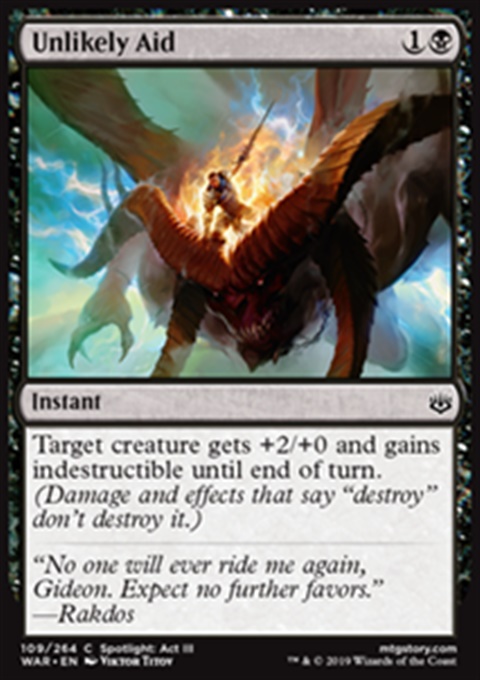 Unlikely Aid 1
Instant
Target creature gets +2/+0 and gains
indestructible until end of turn.
(Damage and effects that say “destroy”
don’t destroy it.)
“No one will ever ride me again,
Gideon. Expect no further favors.”
—Rakdos
109/264 C Spotlight: Act III
WAR • EN Viktor Titov
mtgstory.com
™ & © 2019 Wizards of the Coast